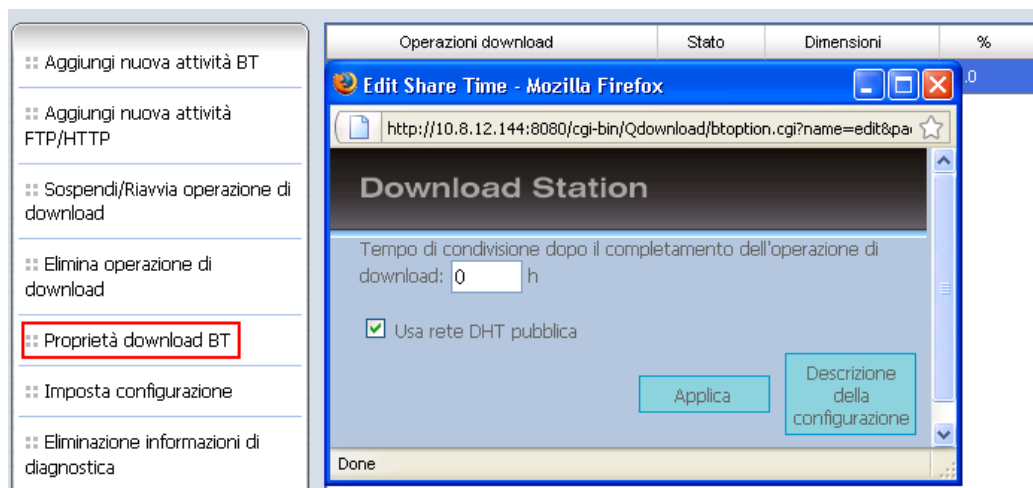 Aggiungi nuova attività BT
Aggiungi nuova attività
FTP/HTTP
Sospendi/Riavvia operazione di
download
Elimina operazione di
download
Proprietà download BT
Imposta configurazione
Eliminazione informazioni di
diagnostica
Operazioni download Stato Dimensioni %
.0
Edit Share Time - Mozilla Firefox
http://10.8.12.144:8080/cgi-bin/Qdownload/btoption.cgi?name=edit&pa
Download Station
Tempo di condivisione dopo il completamento dell'operazione di
download: 0 h
Usa rete DHT pubblica
Applica
Descrizione
della
configurazione
Done